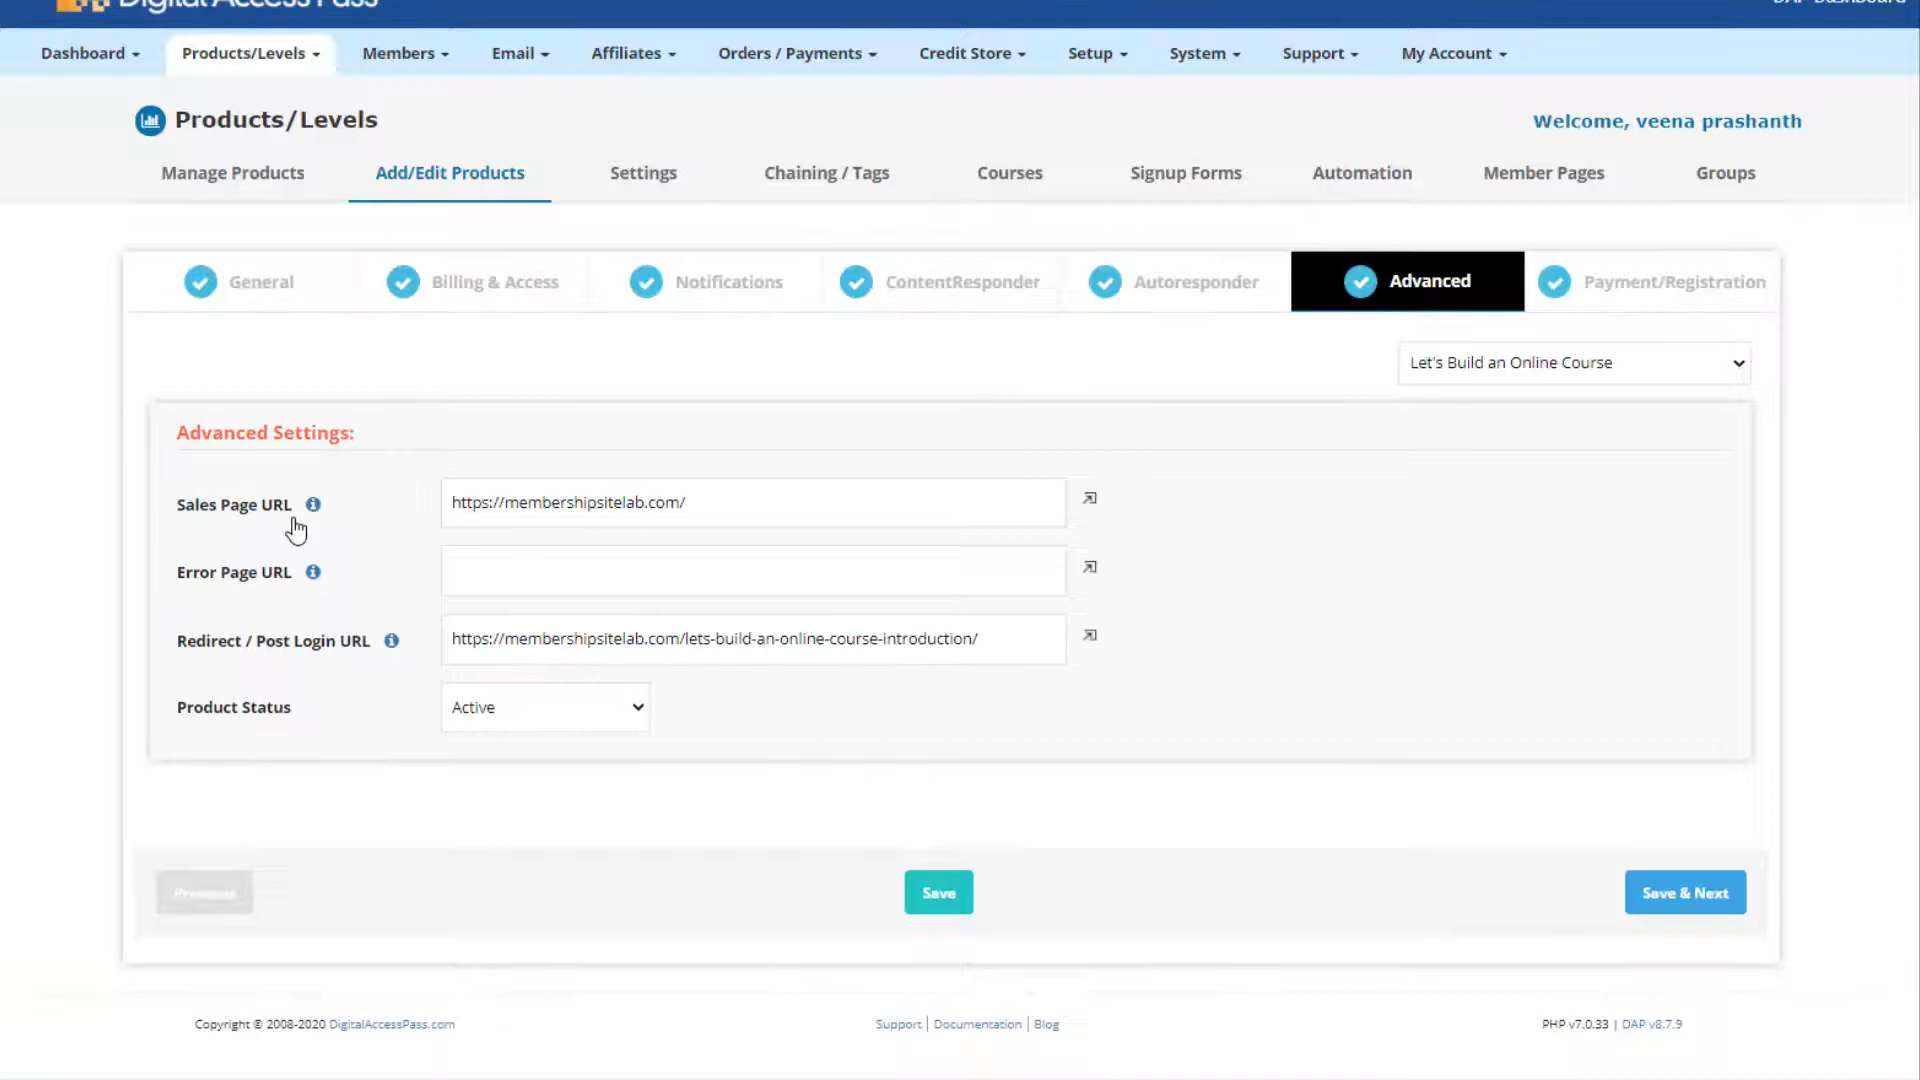 Digital Access Pass
DAP Dashboard
Dashboard Products/Levels Members Email Affiliates Orders / Payments Credit Store Setup System Support My Account
Products/Levels
Welcome, veena prashanth
Manage Products Add/Edit Products Settings Chaining / Tags Courses Signup Forms Automation Member Pages Groups
General Billing & Access Notifications ContentResponder Autoresponder Advanced Payment/Registration
Let's Build an Online Course
Advanced Settings:
Sales Page URL https://membershipsitelab.com/
Error Page URL
Redirect / Post Login URL https://membershipsitelab.com/lets-build-an-online-course-introduction/
Product Status Active
Previous Save Save & Next
Copyright © 2008-2020 DigitalAccessPass.com Support | Documentation | Blog PHP v7.0.33 | DAP v8.7.9